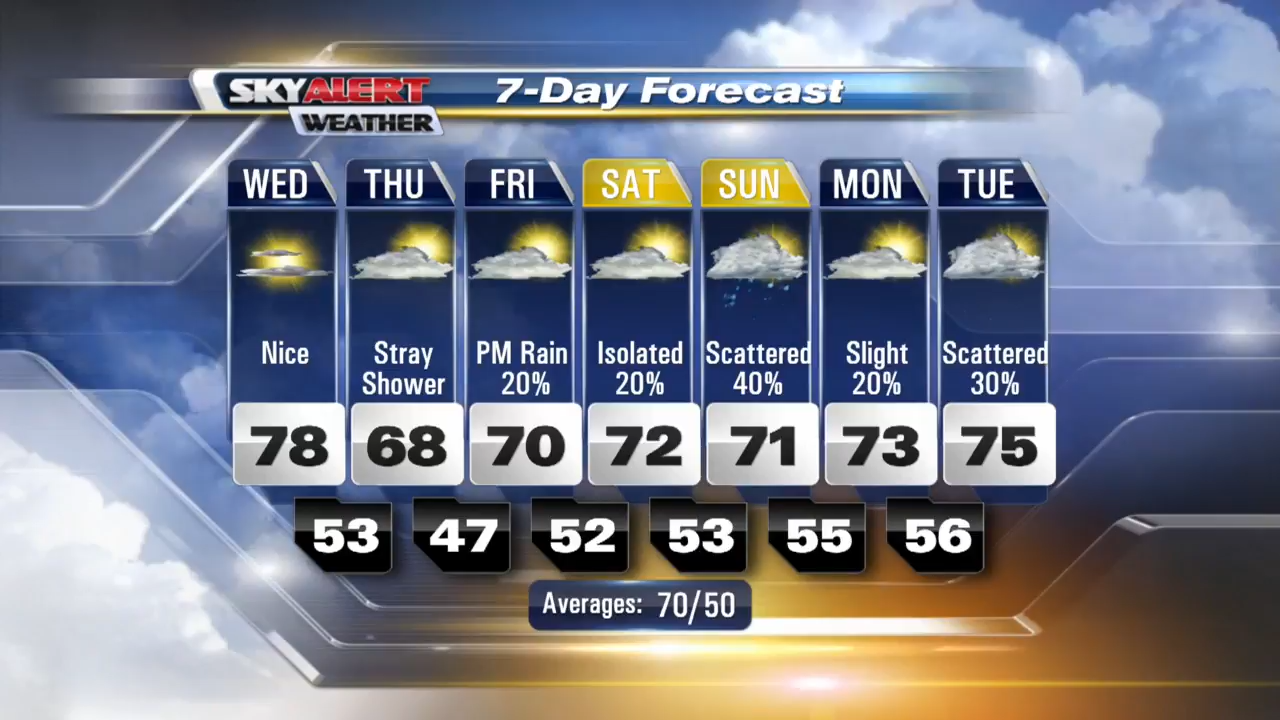 SKYALERT 7-Day Forecast
WEATHER
WED THU FRI SAT SUN MON TUE
Nice Stray PM Rain Isolated Scattered Slight Scattered
Shower 20% 20% 40% 20% 30%
78 68 70 72 71 73 75
53 47 52 53 55 56
Averages: 70/50